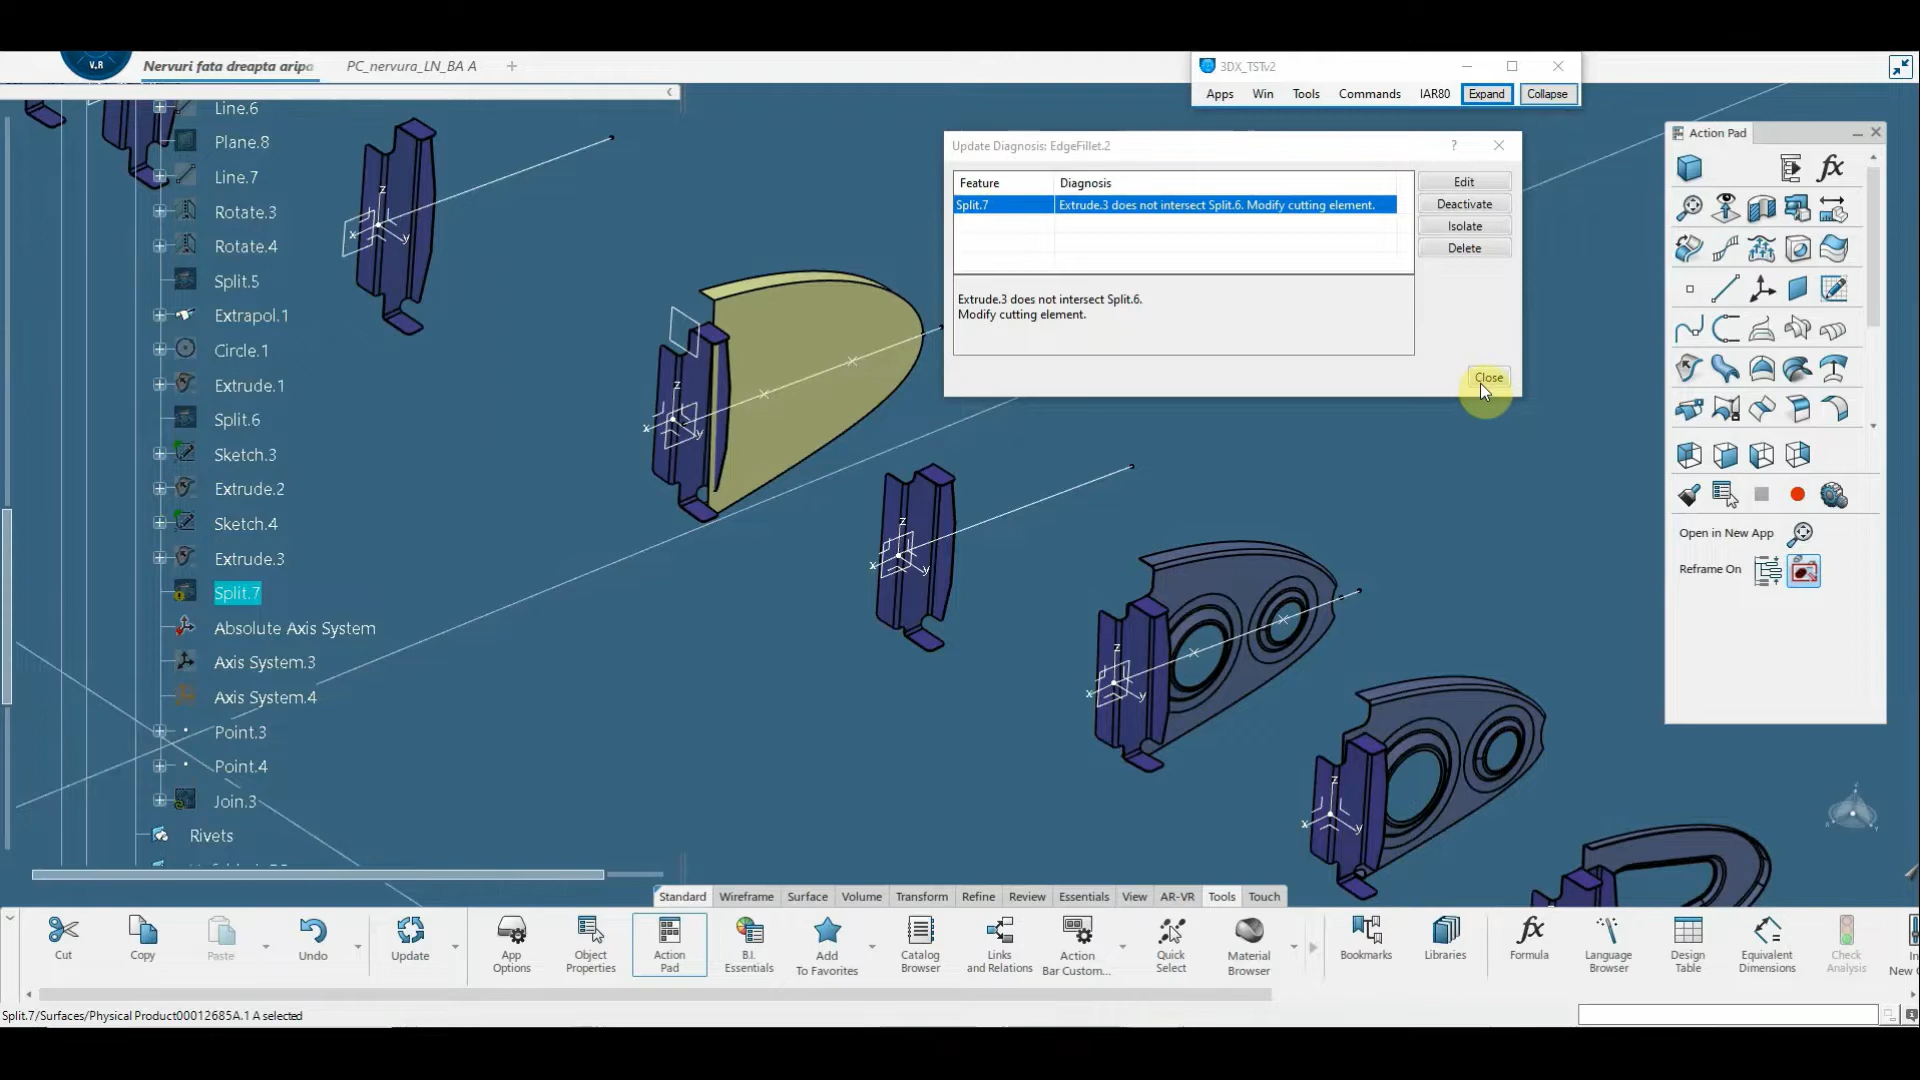 V.R
Nervuri fata dreapta aripa
PC_nervura_LN_BA A
3DX_TSTv2
Apps
Win
Tools
Commands
IAR80
Expand
Collapse
Update Diagnosis: EdgeFillet.2
?
Feature
Diagnosis
Split.7
Extrude.3 does not intersect Split.6. Modify cutting element.
Edit
Deactivate
Isolate
Delete
Extrude.3 does not intersect Split.6.
Modify cutting element.
Close
Action Pad
fx
Open in New App
Reframe On
Line.6
Plane.8
Line.7
Rotate.3
Rotate.4
Split.5
Extrapol.1
Circle.1
Extrude.1
Split.6
Sketch.3
Extrude.2
Sketch.4
Extrude.3
Split.7
Absolute Axis System
Axis System.3
Axis System.4
Point.3
Point.4
Join.3
Rivets
z
x
y
z
x
y
z
x
y
z
x
y
z
x
y
Standard
Wireframe
Surface
Volume
Transform
Refine
Review
Essentials
View
AR-VR
Tools
Touch
Cut
Copy
Paste
Undo
Update
App
Options
Object
Properties
Action
Pad
B.I.
Essentials
Add
To Favorites
Catalog
Browser
Links
and Relations
Action
Bar Custom...
Quick
Select
Material
Browser
Bookmarks
Libraries
fx
Formula
Language
Browser
Design
Table
Equivalent
Dimensions
Check
Analysis
In
New C
Split.7/Surfaces/Physical Product00012685A.1 A selected